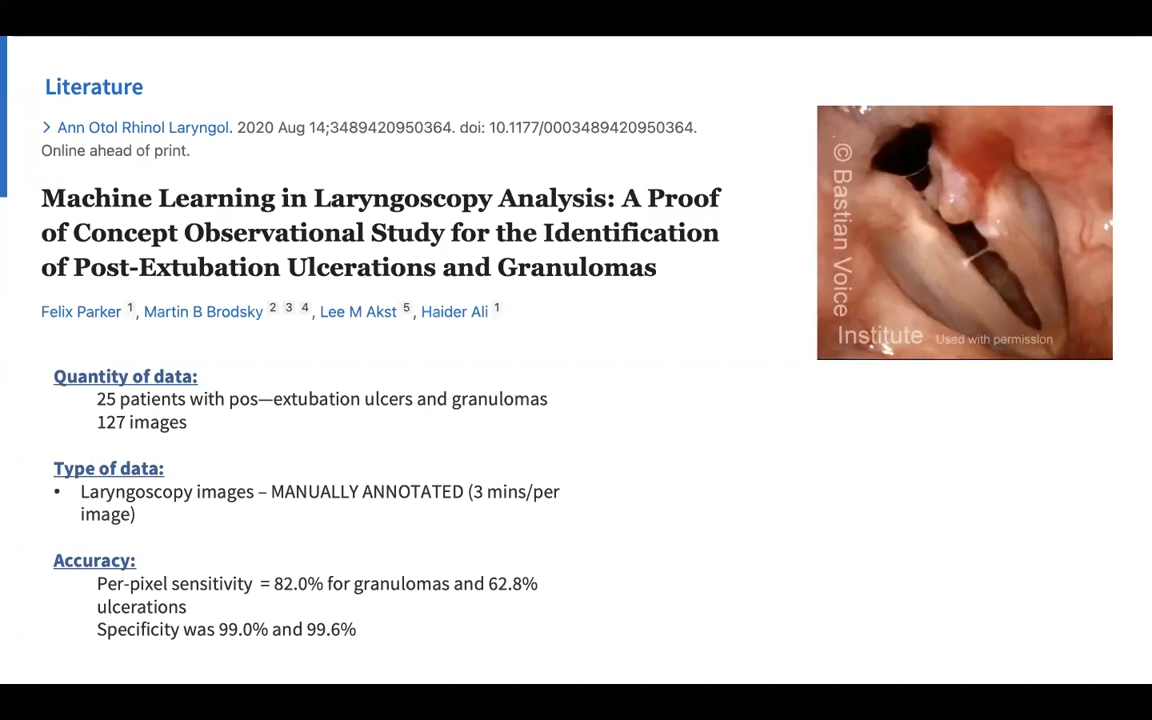 Literature
> Ann Otol Rhinol Laryngol. 2020 Aug 14;3489420950364. doi: 10.1177/0003489420950364.
Online ahead of print.
Machine Learning in Laryngoscopy Analysis: A Proof
of Concept Observational Study for the Identification
of Post-Extubation Ulcerations and Granulomas
Felix Parker 1, Martin B Brodsky 2 3 4, Lee M Akst 5, Haider Ali 1
Quantity of data:
25 patients with pos—extubation ulcers and granulomas
127 images
Type of data:
• Laryngoscopy images – MANUALLY ANNOTATED (3 mins/per
image)
Accuracy:
Per-pixel sensitivity = 82.0% for granulomas and 62.8%
ulcerations
Specificity was 99.0% and 99.6%
© Bastian Voice
Institute Used with permission